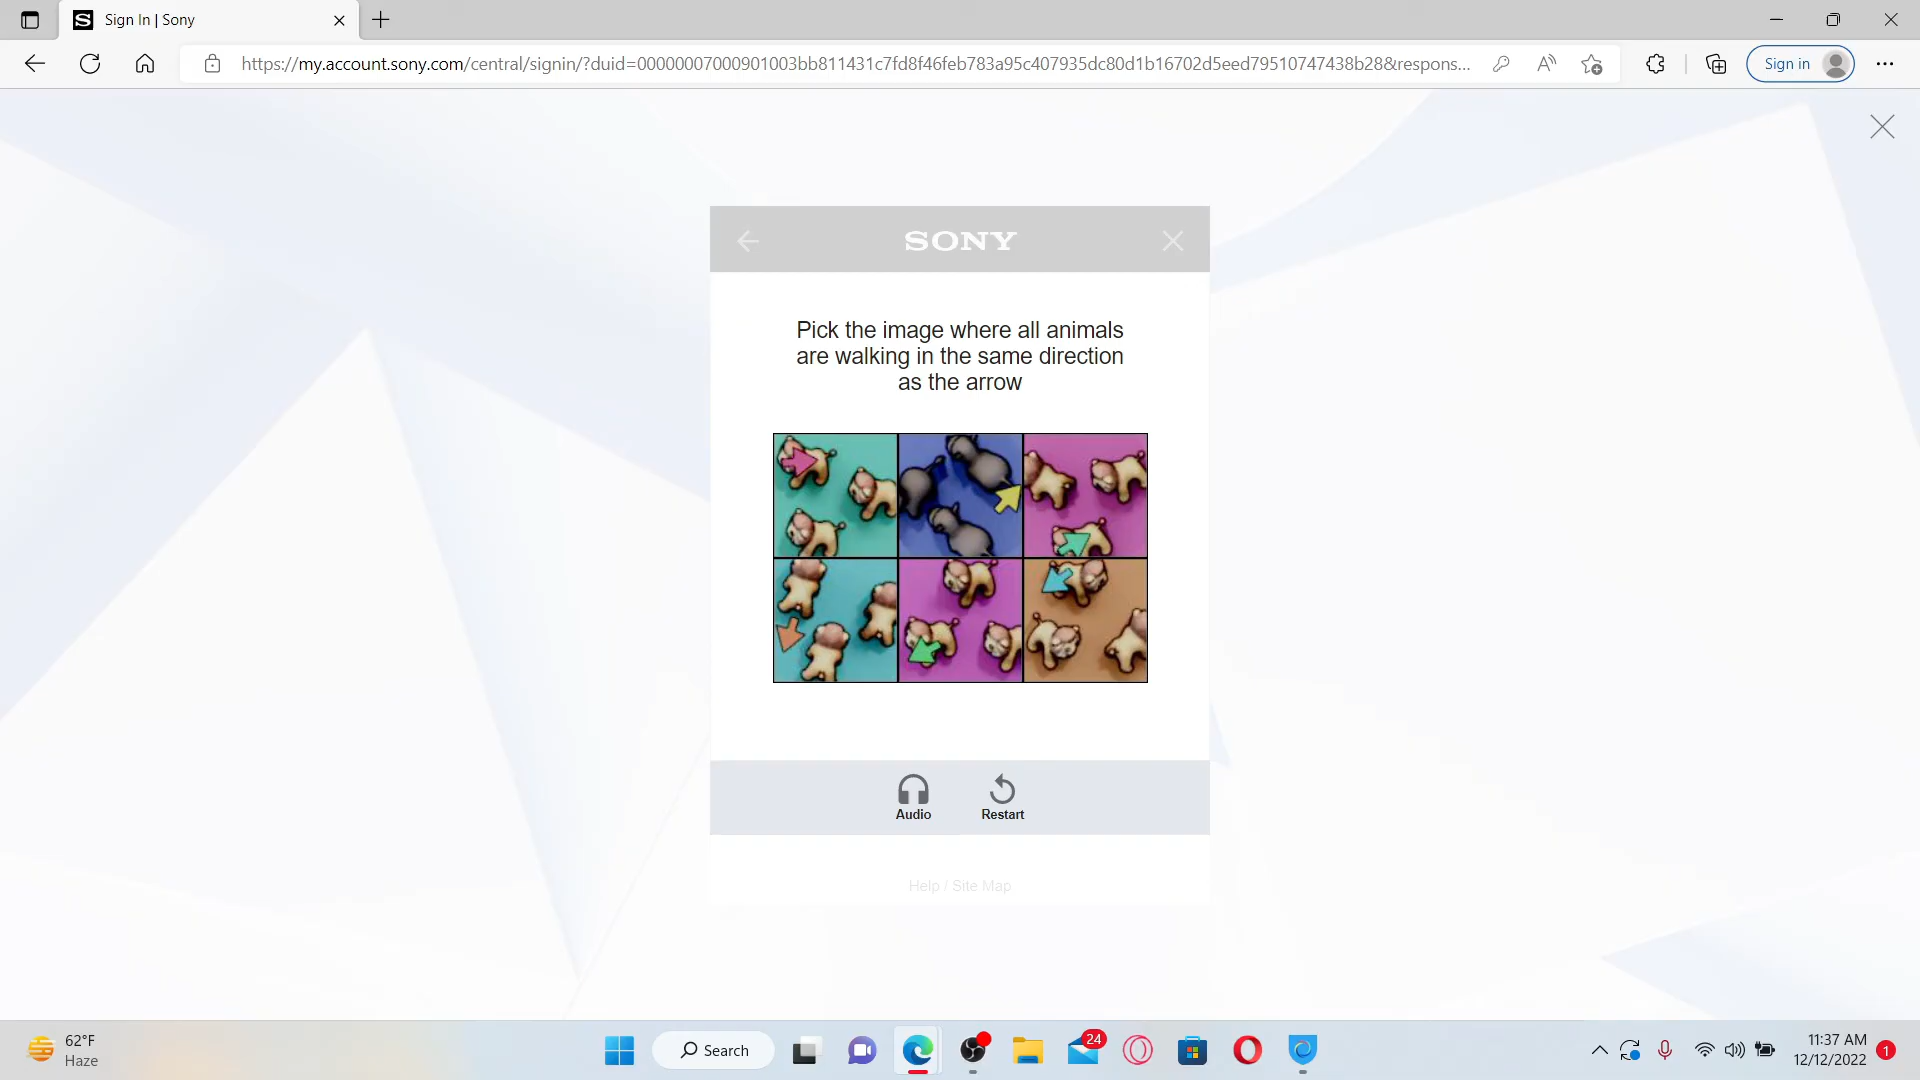 Sign In | Sony
https://my.account.sony.com/central/signin/?duid=00000007000901003bb811431c7fd8f46feb783a95c407935dc80d1b16702d5eed79510747438b28&respons...
Sign in
SONY
Pick the image where all animals
are walking in the same direction
as the arrow
Audio
Restart
Help / Site Map
62°F
Haze
Search
24
11:37 AM
12/12/2022
1